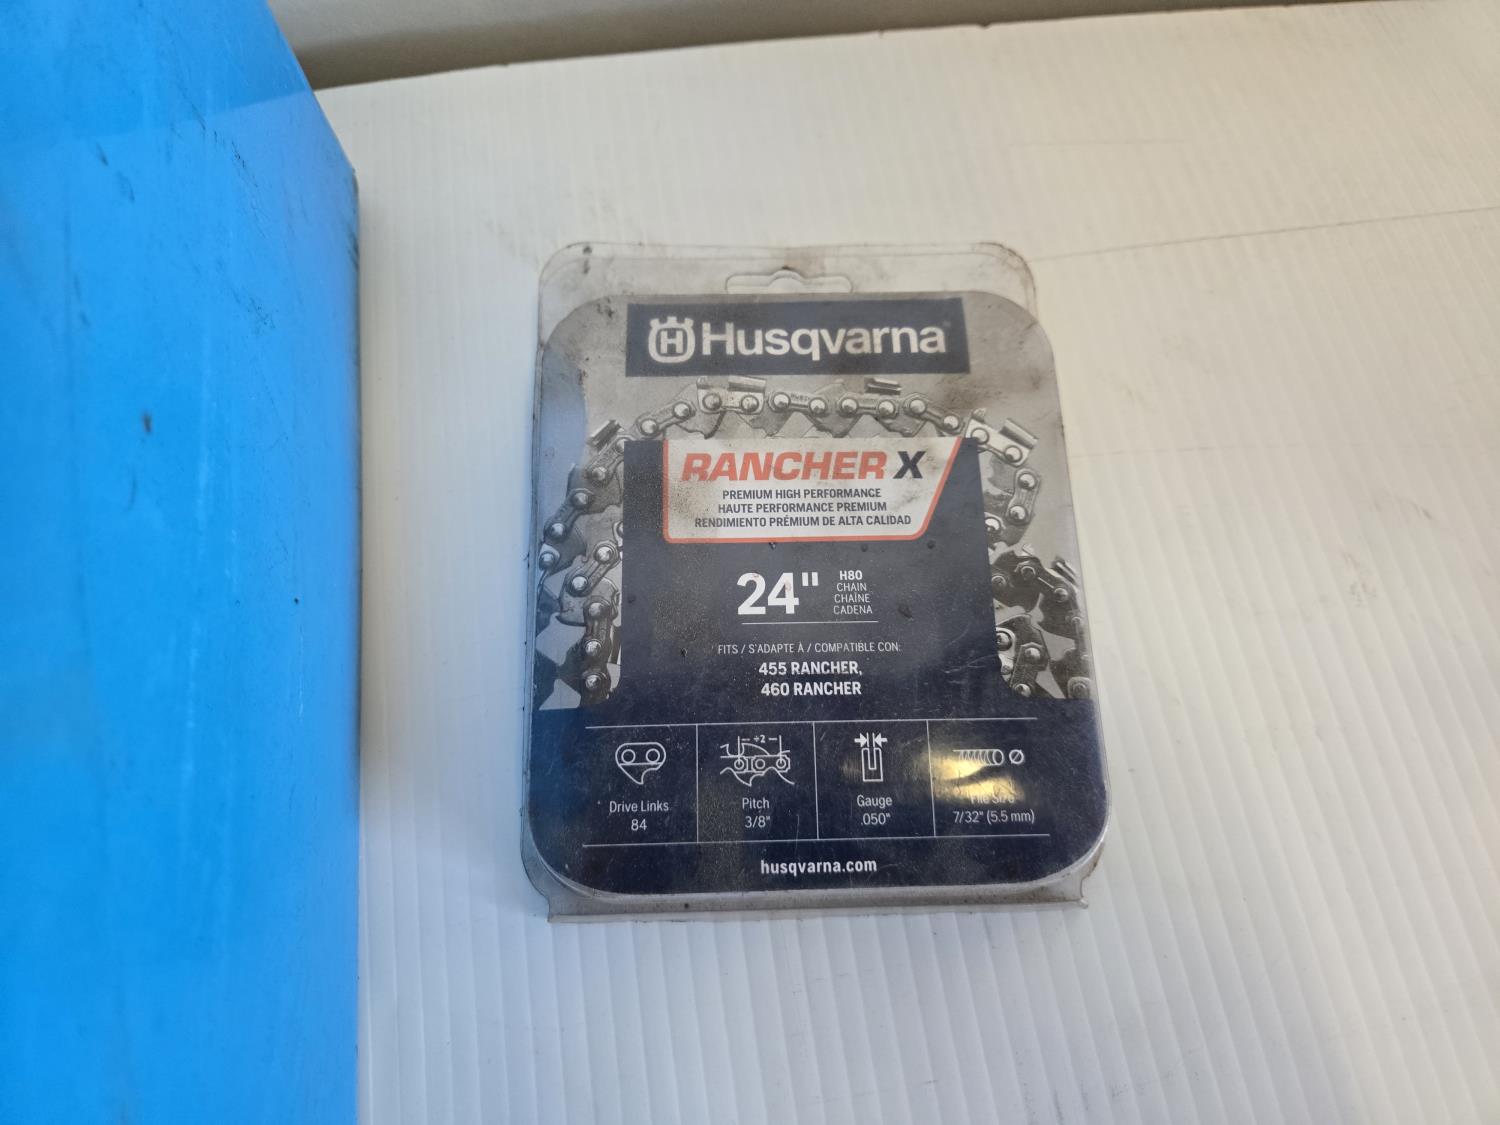 Husqvarna
RANCHER X
PREMIUM HIGH PERFORMANCE
HAUTE PERFORMANCE PREMIUM
RENDIMIENTO PRÉMIUM DE ALTA CALIDAD
24"
H80
CHAIN
CHAÎNE
CADENA
FITS / S'ADAPTE À / COMPATIBLE CON:
455 RANCHER,
460 RANCHER
÷2
Drive Links
84
Pitch
3/8"
Gauge
.050"
File Size
7/32" (5.5 mm)
husqvarna.com